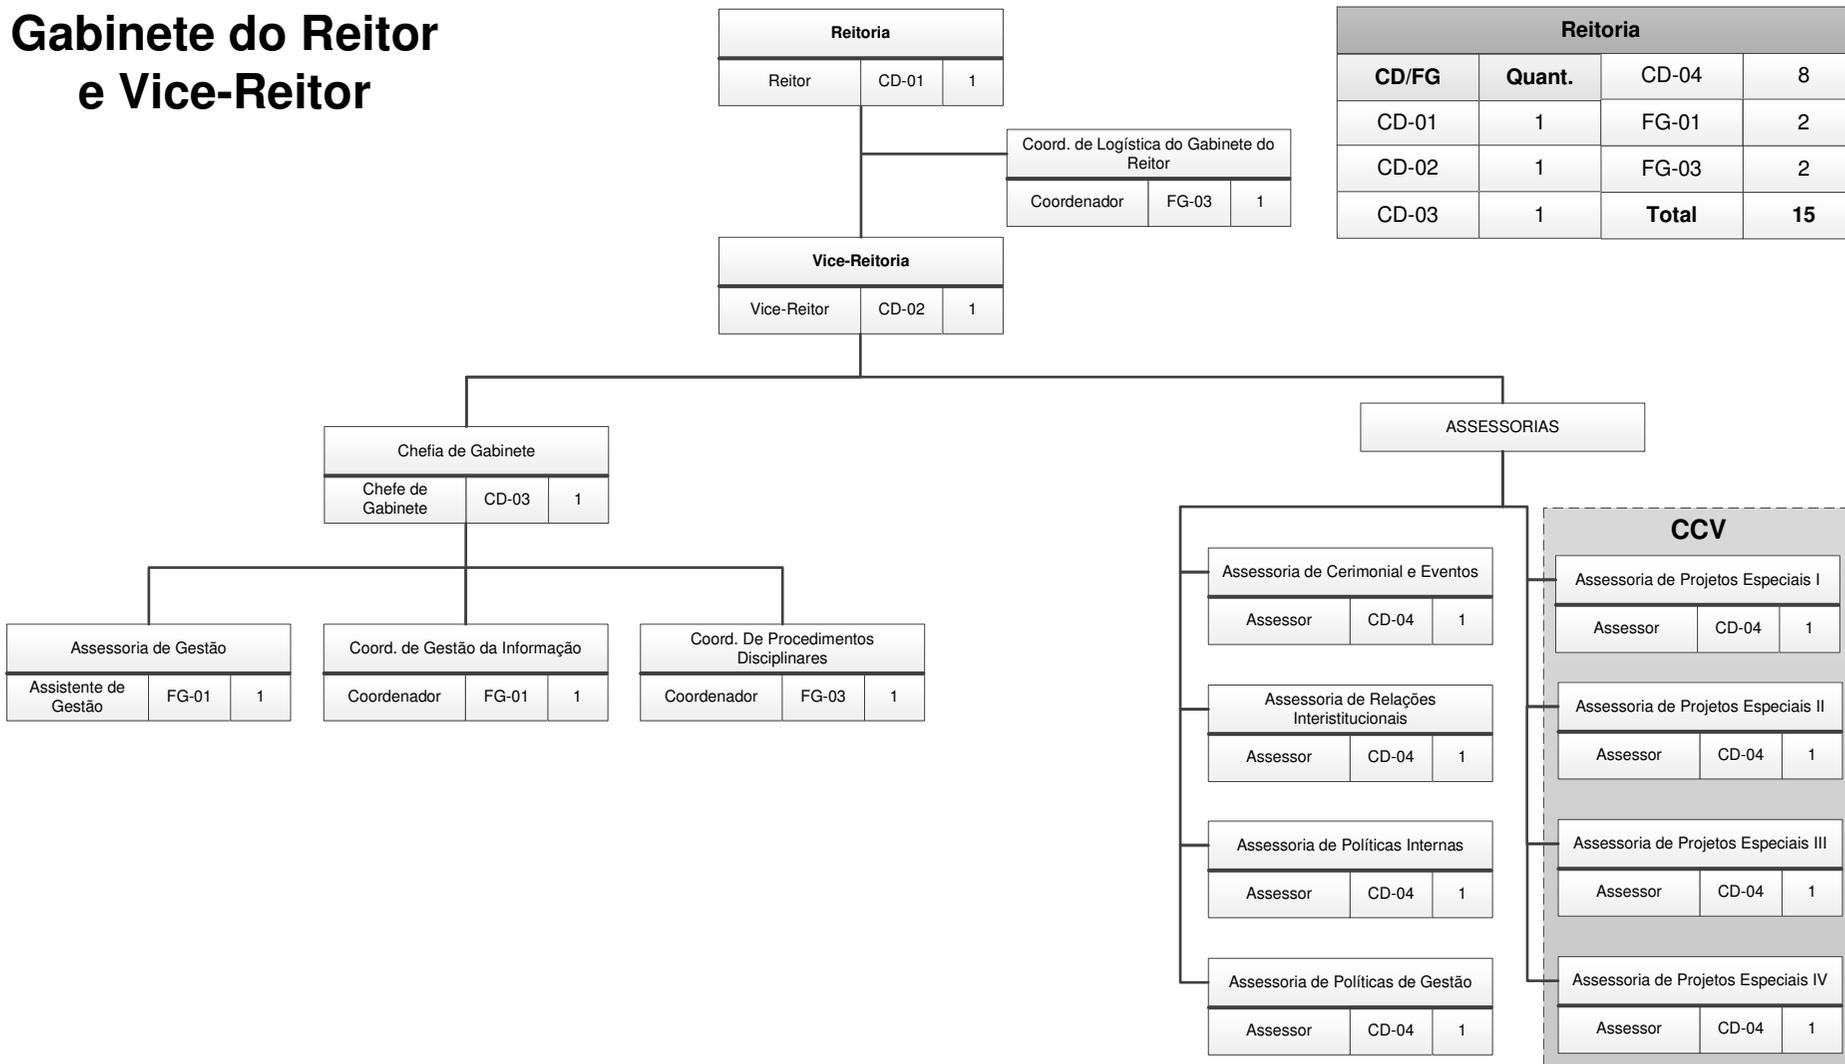 Gabinete do Reitor
e Vice-Reitor
Reitoria
Reitor CD-01 1
Coord. de Logística do Gabinete do
Reitor
Coordenador FG-03 1
Vice-Reitoria
Vice-Reitor CD-02 1
Reitoria
CD/FG Quant. CD-04 8
CD-01 1 FG-01 2
CD-02 1 FG-03 2
CD-03 1 Total 15
Chefia de Gabinete
Chefe de
Gabinete CD-03 1
Assessoria de Gestão
Assistente de
Gestão FG-01 1
Coord. de Gestão da Informação
Coordenador FG-01 1
Coord. De Procedimentos
Disciplinares
Coordenador FG-03 1
ASSESSORIAS
Assessoria de Cerimonial e Eventos
Assessor CD-04 1
Assessoria de Relações
Interistitucionais
Assessor CD-04 1
Assessoria de Políticas Internas
Assessor CD-04 1
Assessoria de Políticas de Gestão
Assessor CD-04 1
CCV
Assessoria de Projetos Especiais I
Assessor CD-04 1
Assessoria de Projetos Especiais II
Assessor CD-04 1
Assessoria de Projetos Especiais III
Assessor CD-04 1
Assessoria de Projetos Especiais IV
Assessor CD-04 1